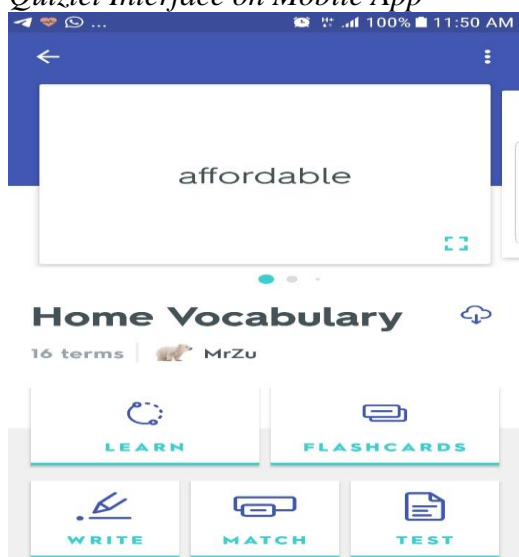 Quizlet Interface on Mobile App
... 100% 11:50 AM
affordable
Home Vocabulary
16 terms MrZu
LEARN FLASHCARDS
WRITE MATCH TEST